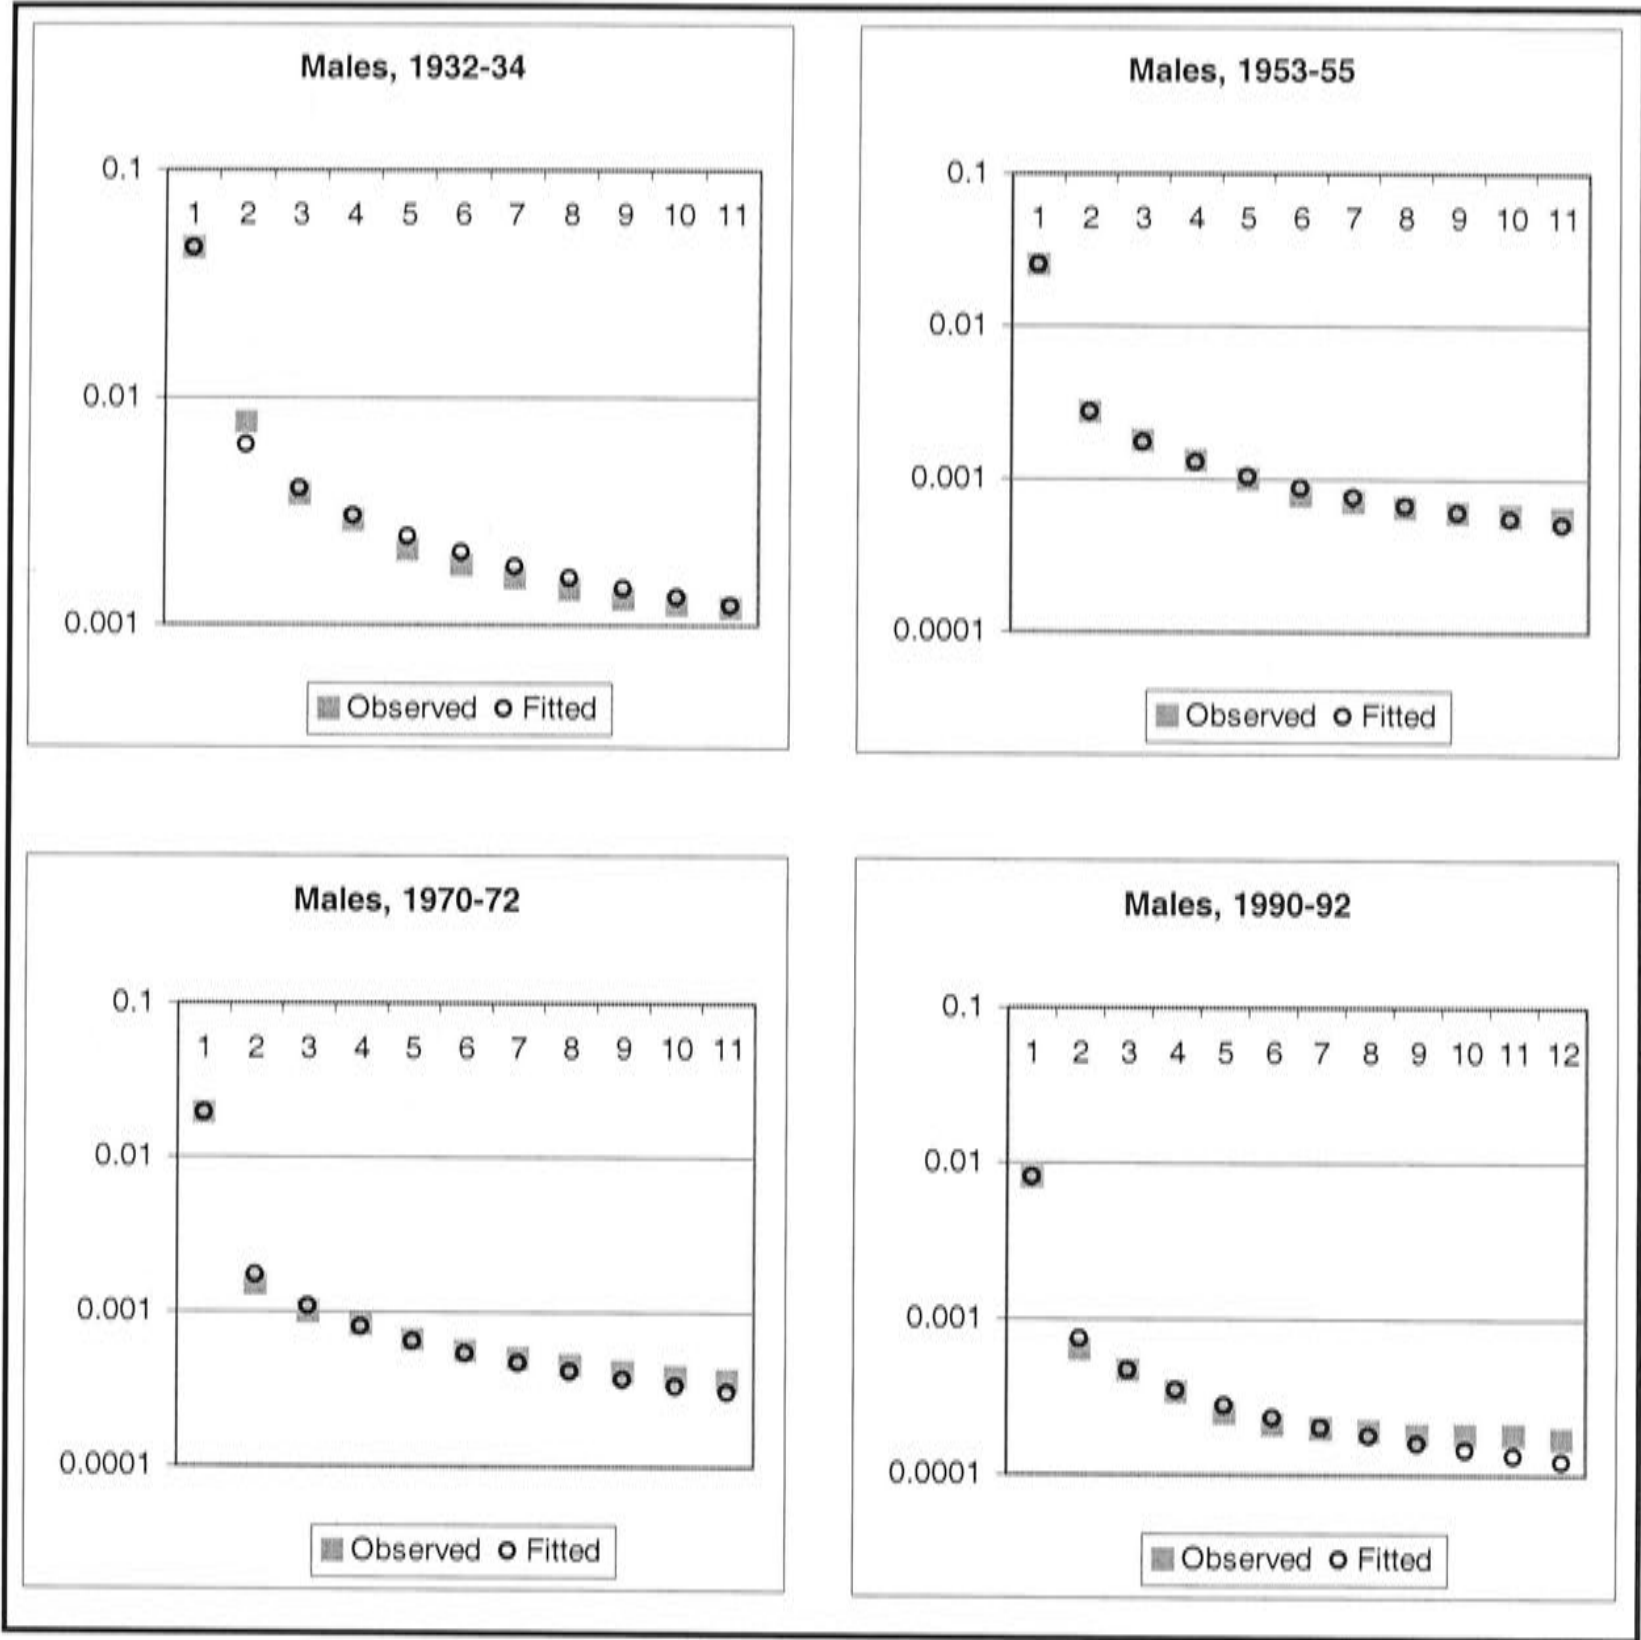 Males, 1932-34
0.1
1 2 3 4 5 6 7 8 9 10 11
0.01
0.001
Observed Fitted
Males, 1953-55
0.1
1 2 3 4 5 6 7 8 9 10 11
0.01
0.001
0.0001
Observed Fitted
Males, 1970-72
0.1
1 2 3 4 5 6 7 8 9 10 11
0.01
0.001
0.0001
Observed Fitted
Males, 1990-92
0.1
1 2 3 4 5 6 7 8 9 10 11 12
0.01
0.001
0.0001
Observed Fitted